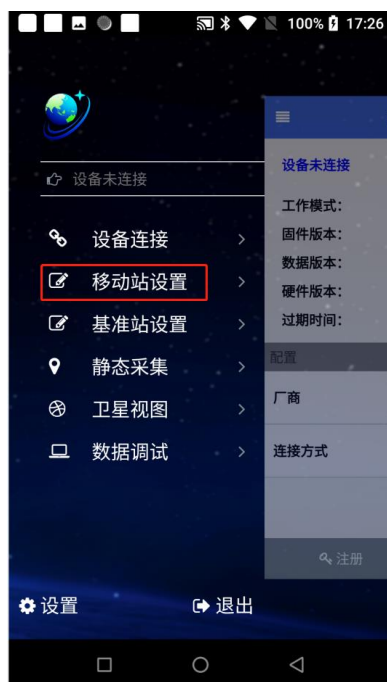 100% 17:26
设备未连接
设备连接
移动站设置
基准站设置
静态采集
卫星视图
数据调试
设置
退出
设备未连接
工作模式:
固件版本:
数据版本:
硬件版本:
过期时间:
配置
厂商
连接方式
注册